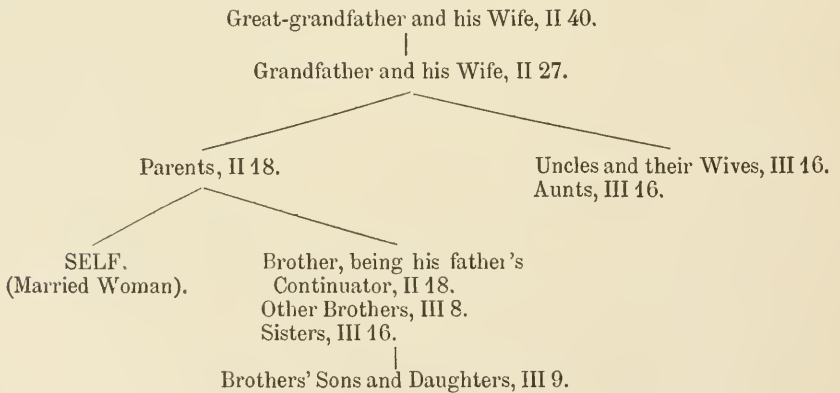 Great-grandfather and his Wife, II 40.
Grandfather and his Wife, II 27.
Parents, II 18.
Uncles and their Wives, III 16.
Aunts, III 16.
SELF.
(Married Woman).
Brother, being his father's
Continuator, II 18.
Other Brothers, III 8.
Sisters, III 16.
Brothers' Sons and Daughters, III 9.